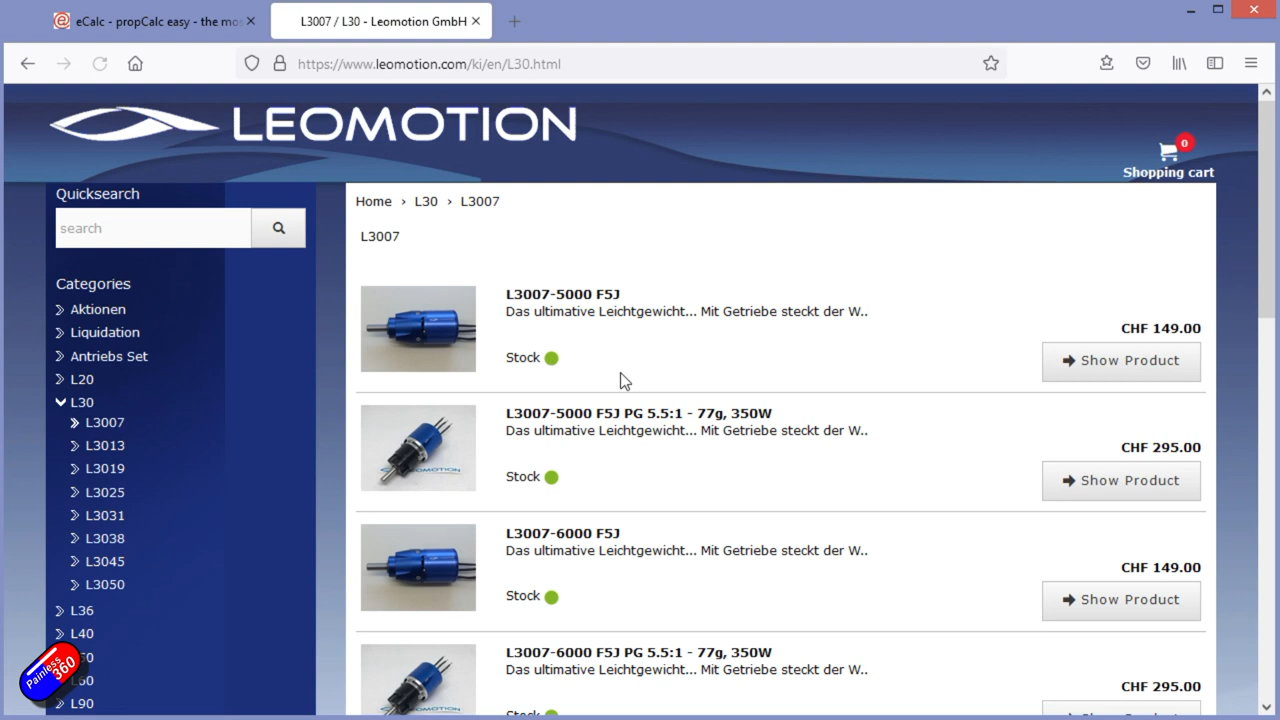 eCalc - propCalc easy - the mos
L3007 / L30 - Leomotion GmbH
https://www.leomotion.com/ki/en/L30.html
LEOMOTION
0
Shopping cart
Quicksearch
search
Categories
Aktionen
Liquidation
Antriebs Set
L20
L30
L3007
L3013
L3019
L3025
L3031
L3038
L3045
L3050
L36
L40
50
60
L90
Painless
360
Home › L30 › L3007
L3007
L3007-5000 F5J
Das ultimative Leichtgewicht... Mit Getriebe steckt der W..
CHF 149.00
Stock
Show Product
L3007-5000 F5J PG 5.5:1 - 77g, 350W
Das ultimative Leichtgewicht... Mit Getriebe steckt der W..
CHF 295.00
Stock
Show Product
L3007-6000 F5J
Das ultimative Leichtgewicht... Mit Getriebe steckt der W..
CHF 149.00
Stock
Show Product
L3007-6000 F5J PG 5.5:1 - 77g, 350W
Das ultimative Leichtgewicht... Mit Getriebe steckt der W..
CHF 295.00